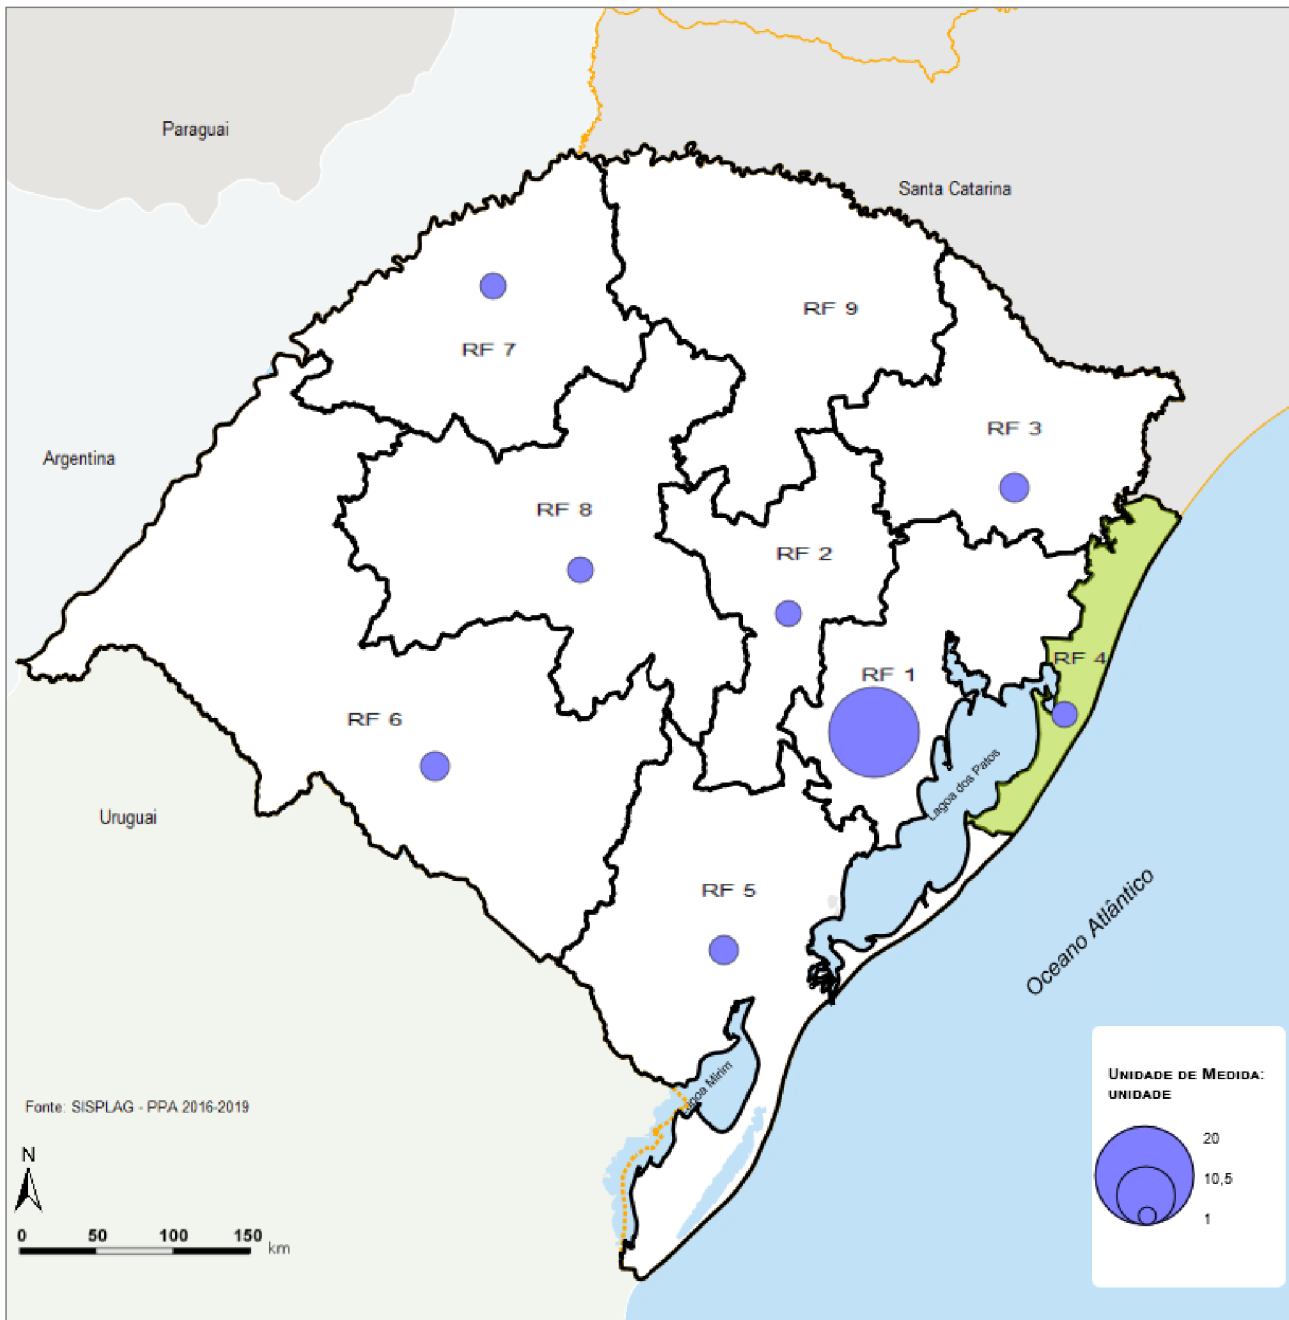 Paraguai
Santa Catarina
RF 9
RF 7
RF 3
Argentina
RF 8
RF 2
RF 4
RF 1
RF 6
Lagoa dos Patos
Uruguai
RF 5
Oceano Atlântico
Lagoa Mirim
UNIDADE DE MEDIDA:
UNIDADE
20
10,5
1
Fonte: SISPLAG - PPA 2016-2019
N
0 50 100 150
km